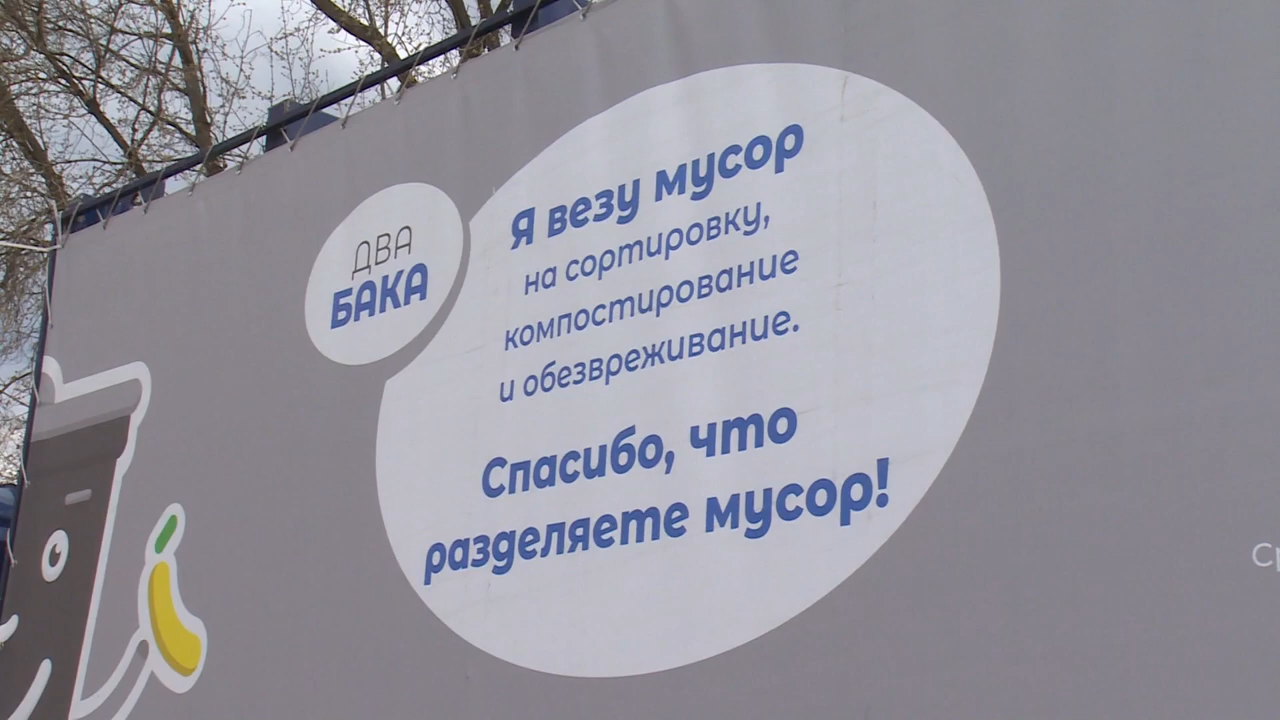 ДВА
БАКА
Я везу мусор
на сортировку,
компостирование
и обезвреживание.
Спасибо, что
разделяете мусор!